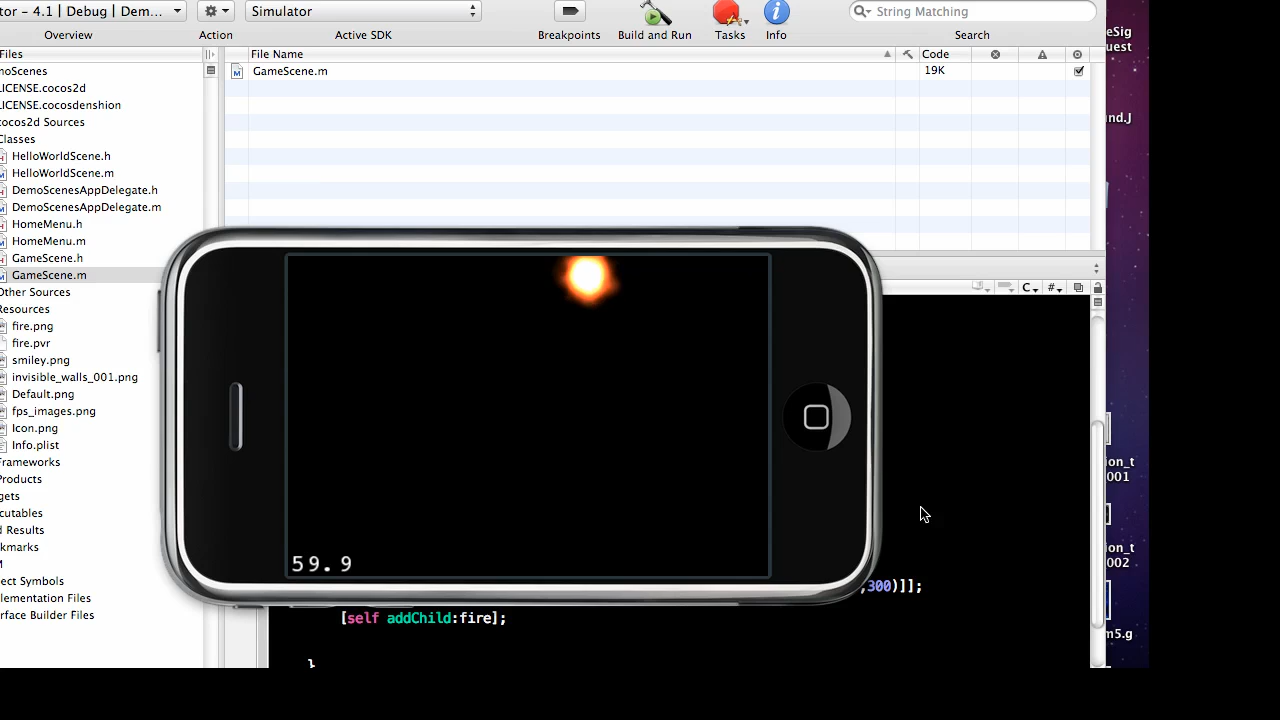 tor - 4.1 | Debug | Dem...
Simulator
String Matching
Overview
Action
Active SDK
Breakpoints
Build and Run
Tasks
Info
Search
eSig
uest
Files
File Name
Code
GameScene.m
19K
moScenes
LICENSE.cocos2d
LICENSE.cocosdenshion
cocos2d Sources
Classes
HelloWorldScene.h
HelloWorldScene.m
DemoScenesAppDelegate.h
DemoScenesAppDelegate.m
HomeMenu.h
HomeMenu.m
GameScene.h
GameScene.m
Other Sources
Resources
fire.png
fire.pvr
smiley.png
invisible_walls_001.png
Default.png
fps_images.png
Icon.png
Info.plist
Frameworks
Products
gets
cutables
d Results
kmarks
M
ect Symbols
lementation Files
rface Builder Files
nd.J
C
#
ion_t
001
ion_t
002
m5.g
59.9
,300)]];
[self addChild:fire];
}